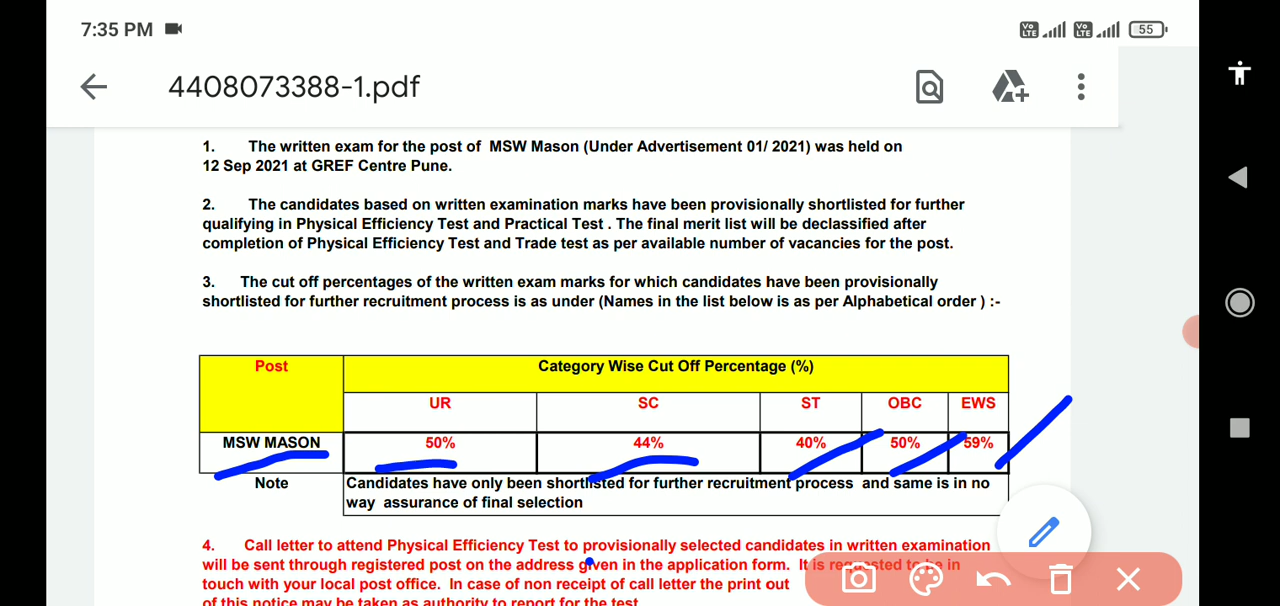 7:35 PM
Vo LTE Vo LTE 55
4408073388-1.pdf
1. The written exam for the post of MSW Mason (Under Advertisement 01/ 2021) was held on
12 Sep 2021 at GREF Centre Pune.
2. The candidates based on written examination marks have been provisionally shortlisted for further
qualifying in Physical Efficiency Test and Practical Test . The final merit list will be declassified after
completion of Physical Efficiency Test and Trade test as per available number of vacancies for the post.
3. The cut off percentages of the written exam marks for which candidates have been provisionally
shortlisted for further recruitment process is as under (Names in the list below is as per Alphabetical order ) :-
Post Category Wise Cut Off Percentage (%)
UR SC ST OBC EWS
MSW MASON 50% 44% 40% 50% 59%
Note Candidates have only been shortlisted for further recruitment process and same is in no
way assurance of final selection
4. Call letter to attend Physical Efficiency Test to provisionally selected candidates in written examination
will be sent through registered post on the address given in the application form. It is requested to be in
touch with your local post office. In case of non receipt of call letter the print out
of this notice may be taken as authority to report for the test